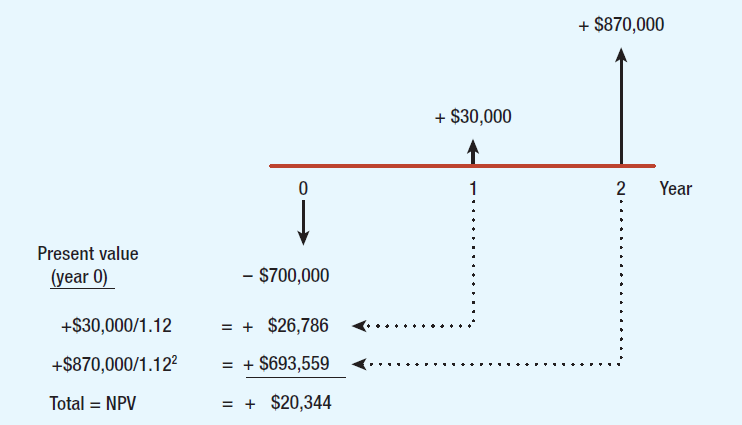 + $870,000
+ $30,000
0 1 2 Year
Present value
(year 0)
– $700,000
+$30,000/1.12 = + $26,786
+$870,000/1.12² = + $693,559
Total = NPV = + $20,344